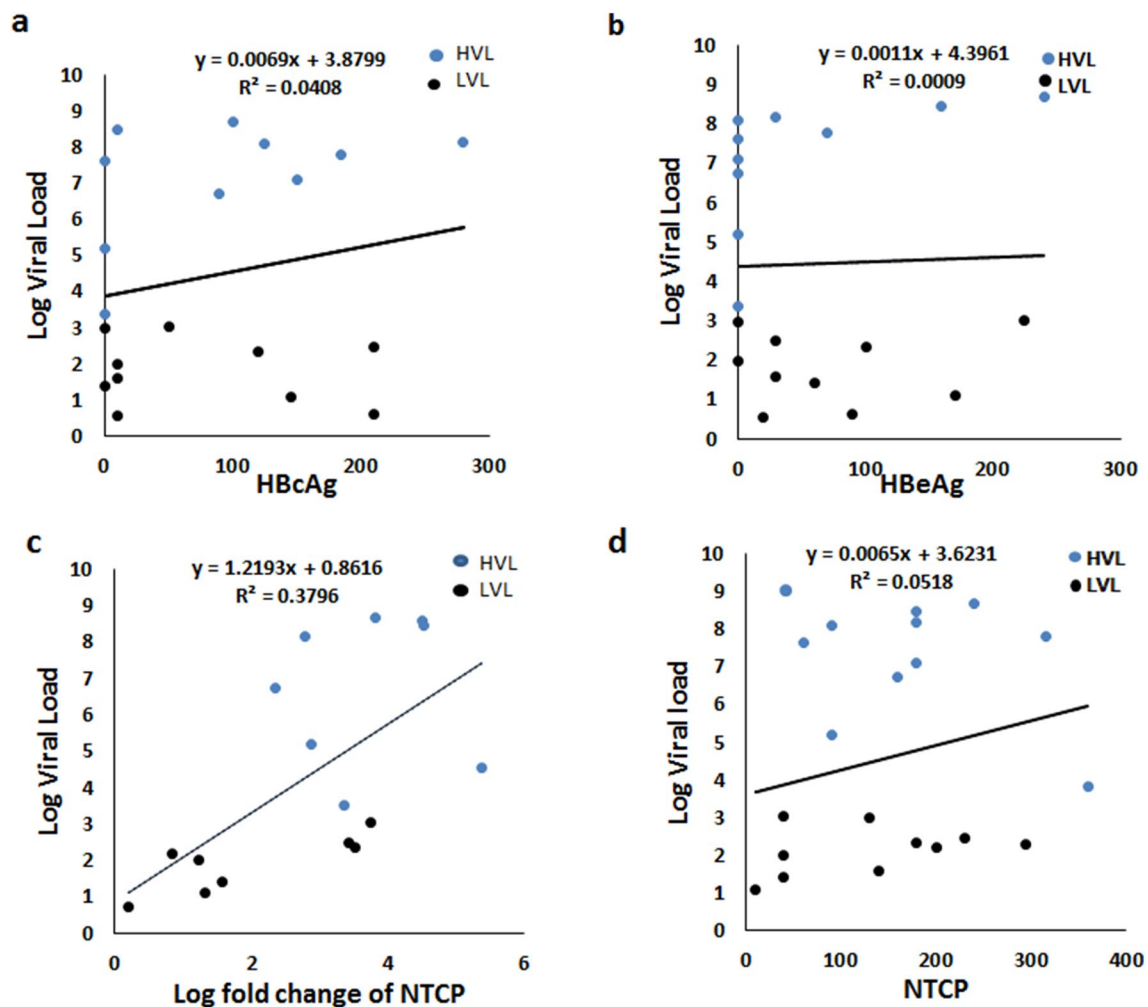 a
y = 0.0069x + 3.8799
R² = 0.0408
HVL
LVL
10
9
8
7
6
5
4
3
2
1
0
Log Viral Load
0 100 200 300
HBcAg
b
y = 0.0011x + 4.3961
R² = 0.0009
HVL
LVL
10
9
8
7
6
5
4
3
2
1
0
Log Viral Load
0 100 200 300
HBeAg
c
y = 1.2193x + 0.8616
R² = 0.3796
HVL
LVL
10
9
8
7
6
5
4
3
2
1
0
Log Viral Load
0 2 4 6
Log fold change of NTCP
d
y = 0.0065x + 3.6231
R² = 0.0518
HVL
LVL
10
9
8
7
6
5
4
3
2
1
0
Log Viral load
0 100 200 300 400
NTCP